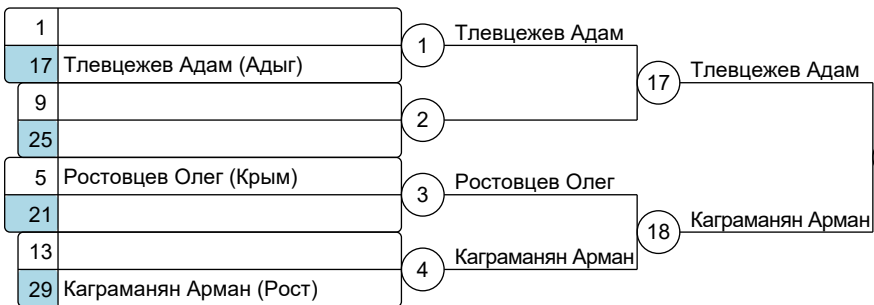 1
17 Тлевцежев Адам (Адыг)
9
25
5 Ростовцев Олег (Крым)
21
13
29 Каграманян Арман (Рост)
1 Тлевцежев Адам
2
3 Ростовцев Олег
4 Каграманян Арман
17 Тлевцежев Адам
18 Каграманян Арман